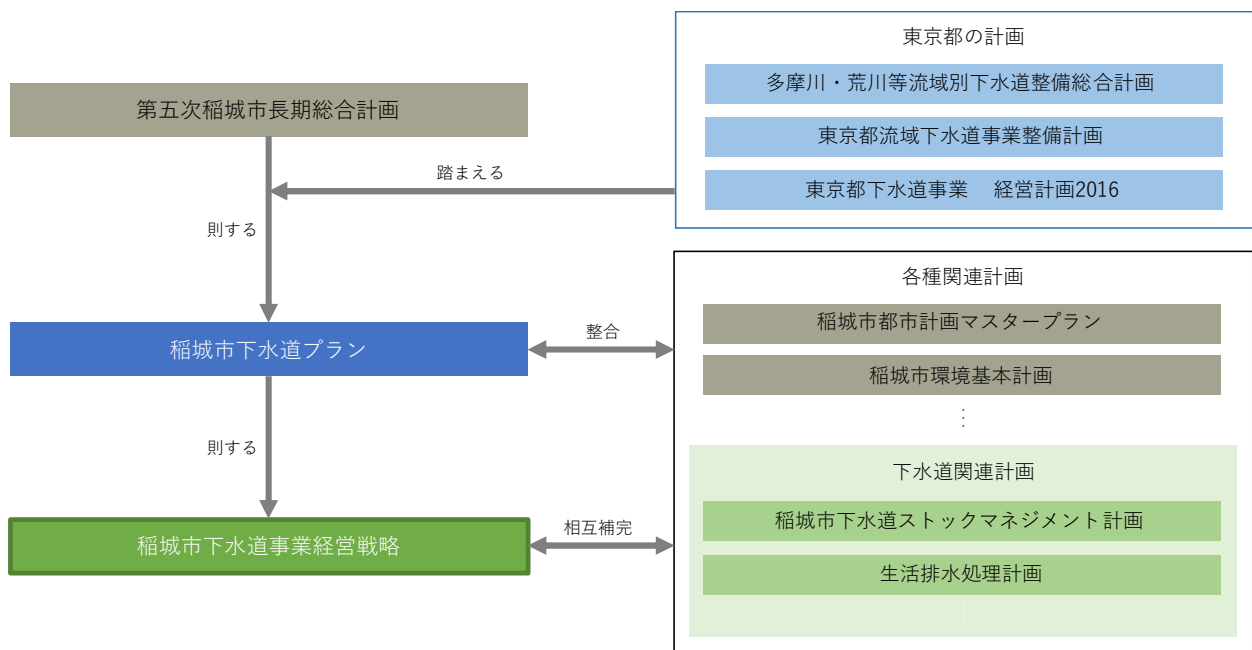 東京都の計画
多摩川・荒川等流域別下水道整備総合計画
東京都流域下水道事業整備計画
東京都下水道事業　経営計画2016
第五次稲城市長期総合計画
踏まえる
則する
稲城市下水道プラン
整合
各種関連計画
稲城市都市計画マスタープラン
稲城市環境基本計画
⋮
則する
下水道関連計画
稲城市下水道ストックマネジメント計画
生活排水処理計画
⋮
稲城市下水道事業経営戦略
相互補完